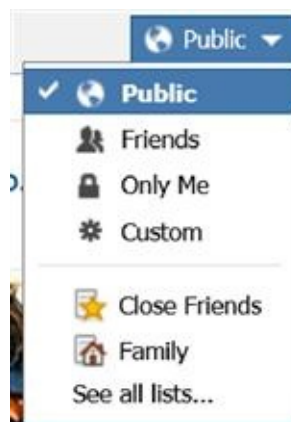 Public
Public
Friends
Only Me
Custom
Close Friends
Family
See all lists...